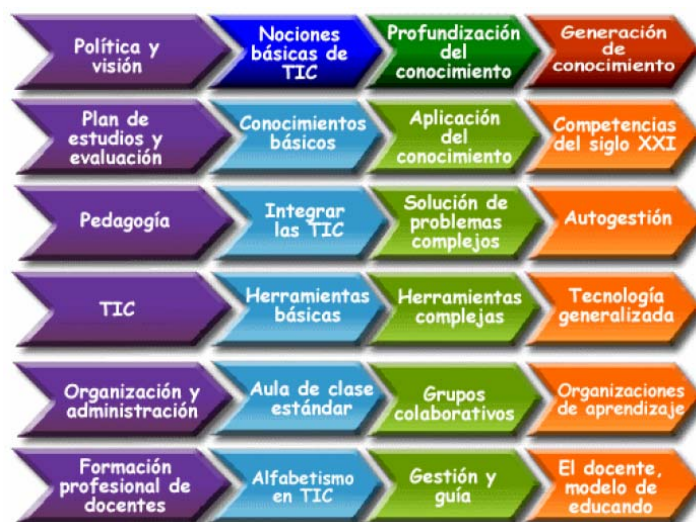 Política y
visión
Nociones
básicas de
TIC
Profundización
del
conocimiento
Generación
de
conocimiento
Plan de
estudios y
evaluación
Conocimientos
básicos
Aplicación
del
conocimiento
Competencias
del siglo XXI
Pedagogía
Integrar
las TIC
Solución de
problemas
complejos
Autogestión
TIC
Herramientas
básicas
Herramientas
complejas
Tecnología
generalizada
Organización y
administración
Aula de clase
estándar
Grupos
colaborativos
Organizaciones
de aprendizaje
Formación
profesional de
docentes
Alfabetismo
en TIC
Gestión y
guía
El docente,
modelo de
educando